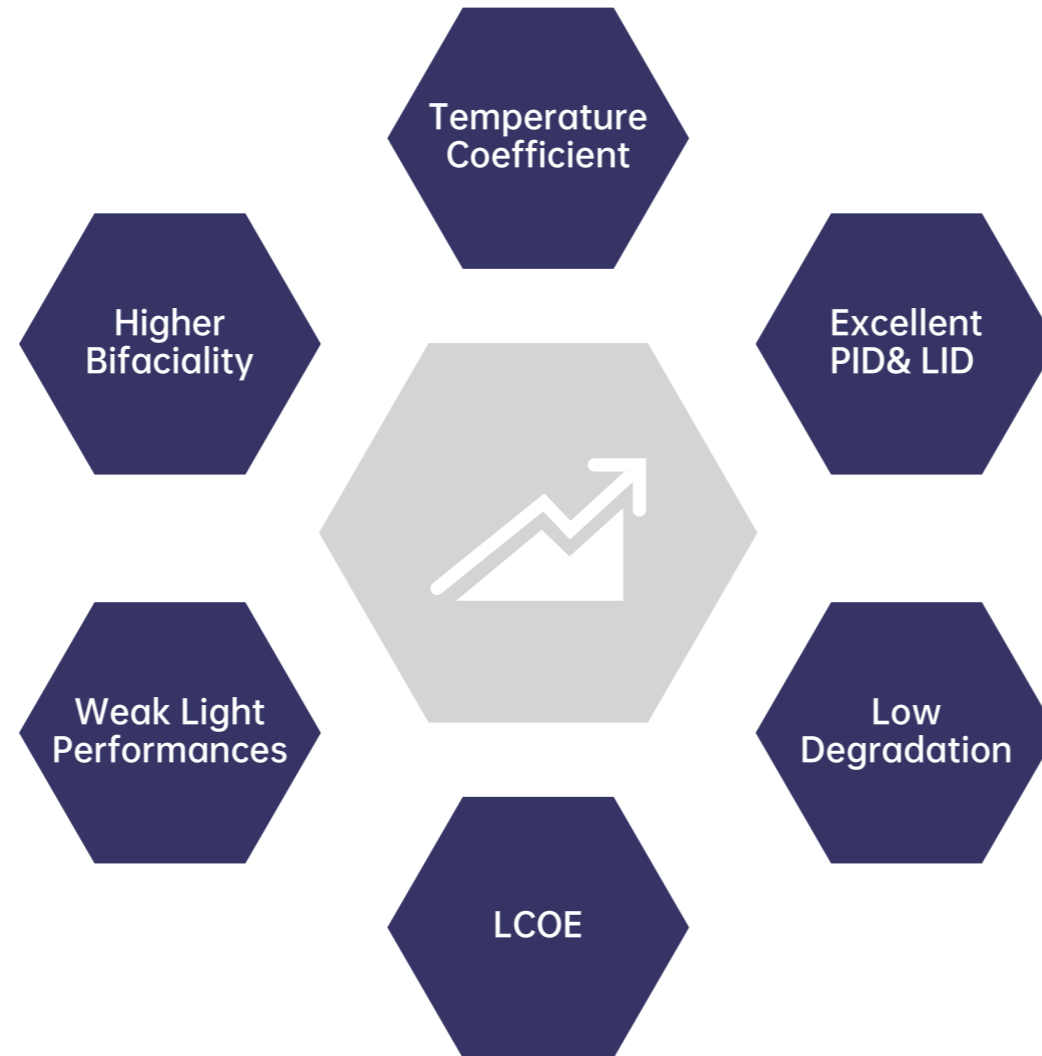 Temperature
Coefficient
Higher
Bifaciality
Excellent
PID& LID
Weak Light
Performances
Low
Degradation
LCOE